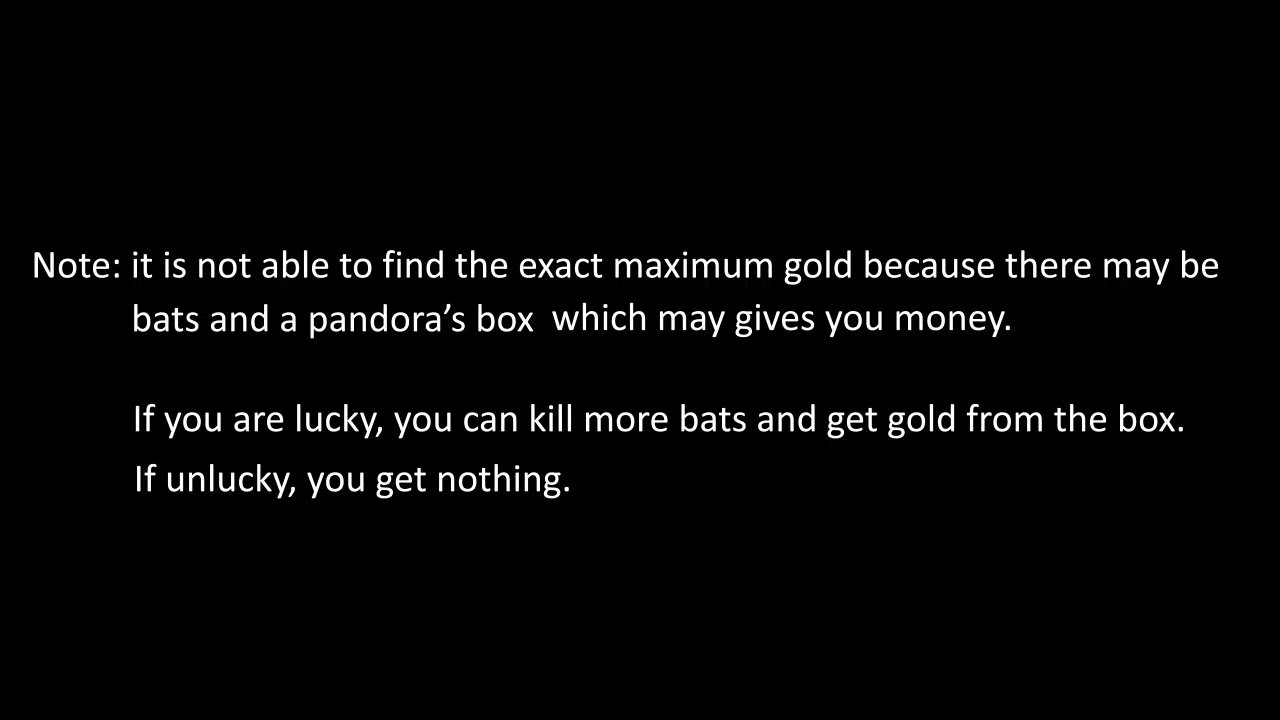 Note: it is not able to find the exact maximum gold because there may be
bats and a pandora’s box which may gives you money.
If you are lucky, you can kill more bats and get gold from the box.
If unlucky, you get nothing.